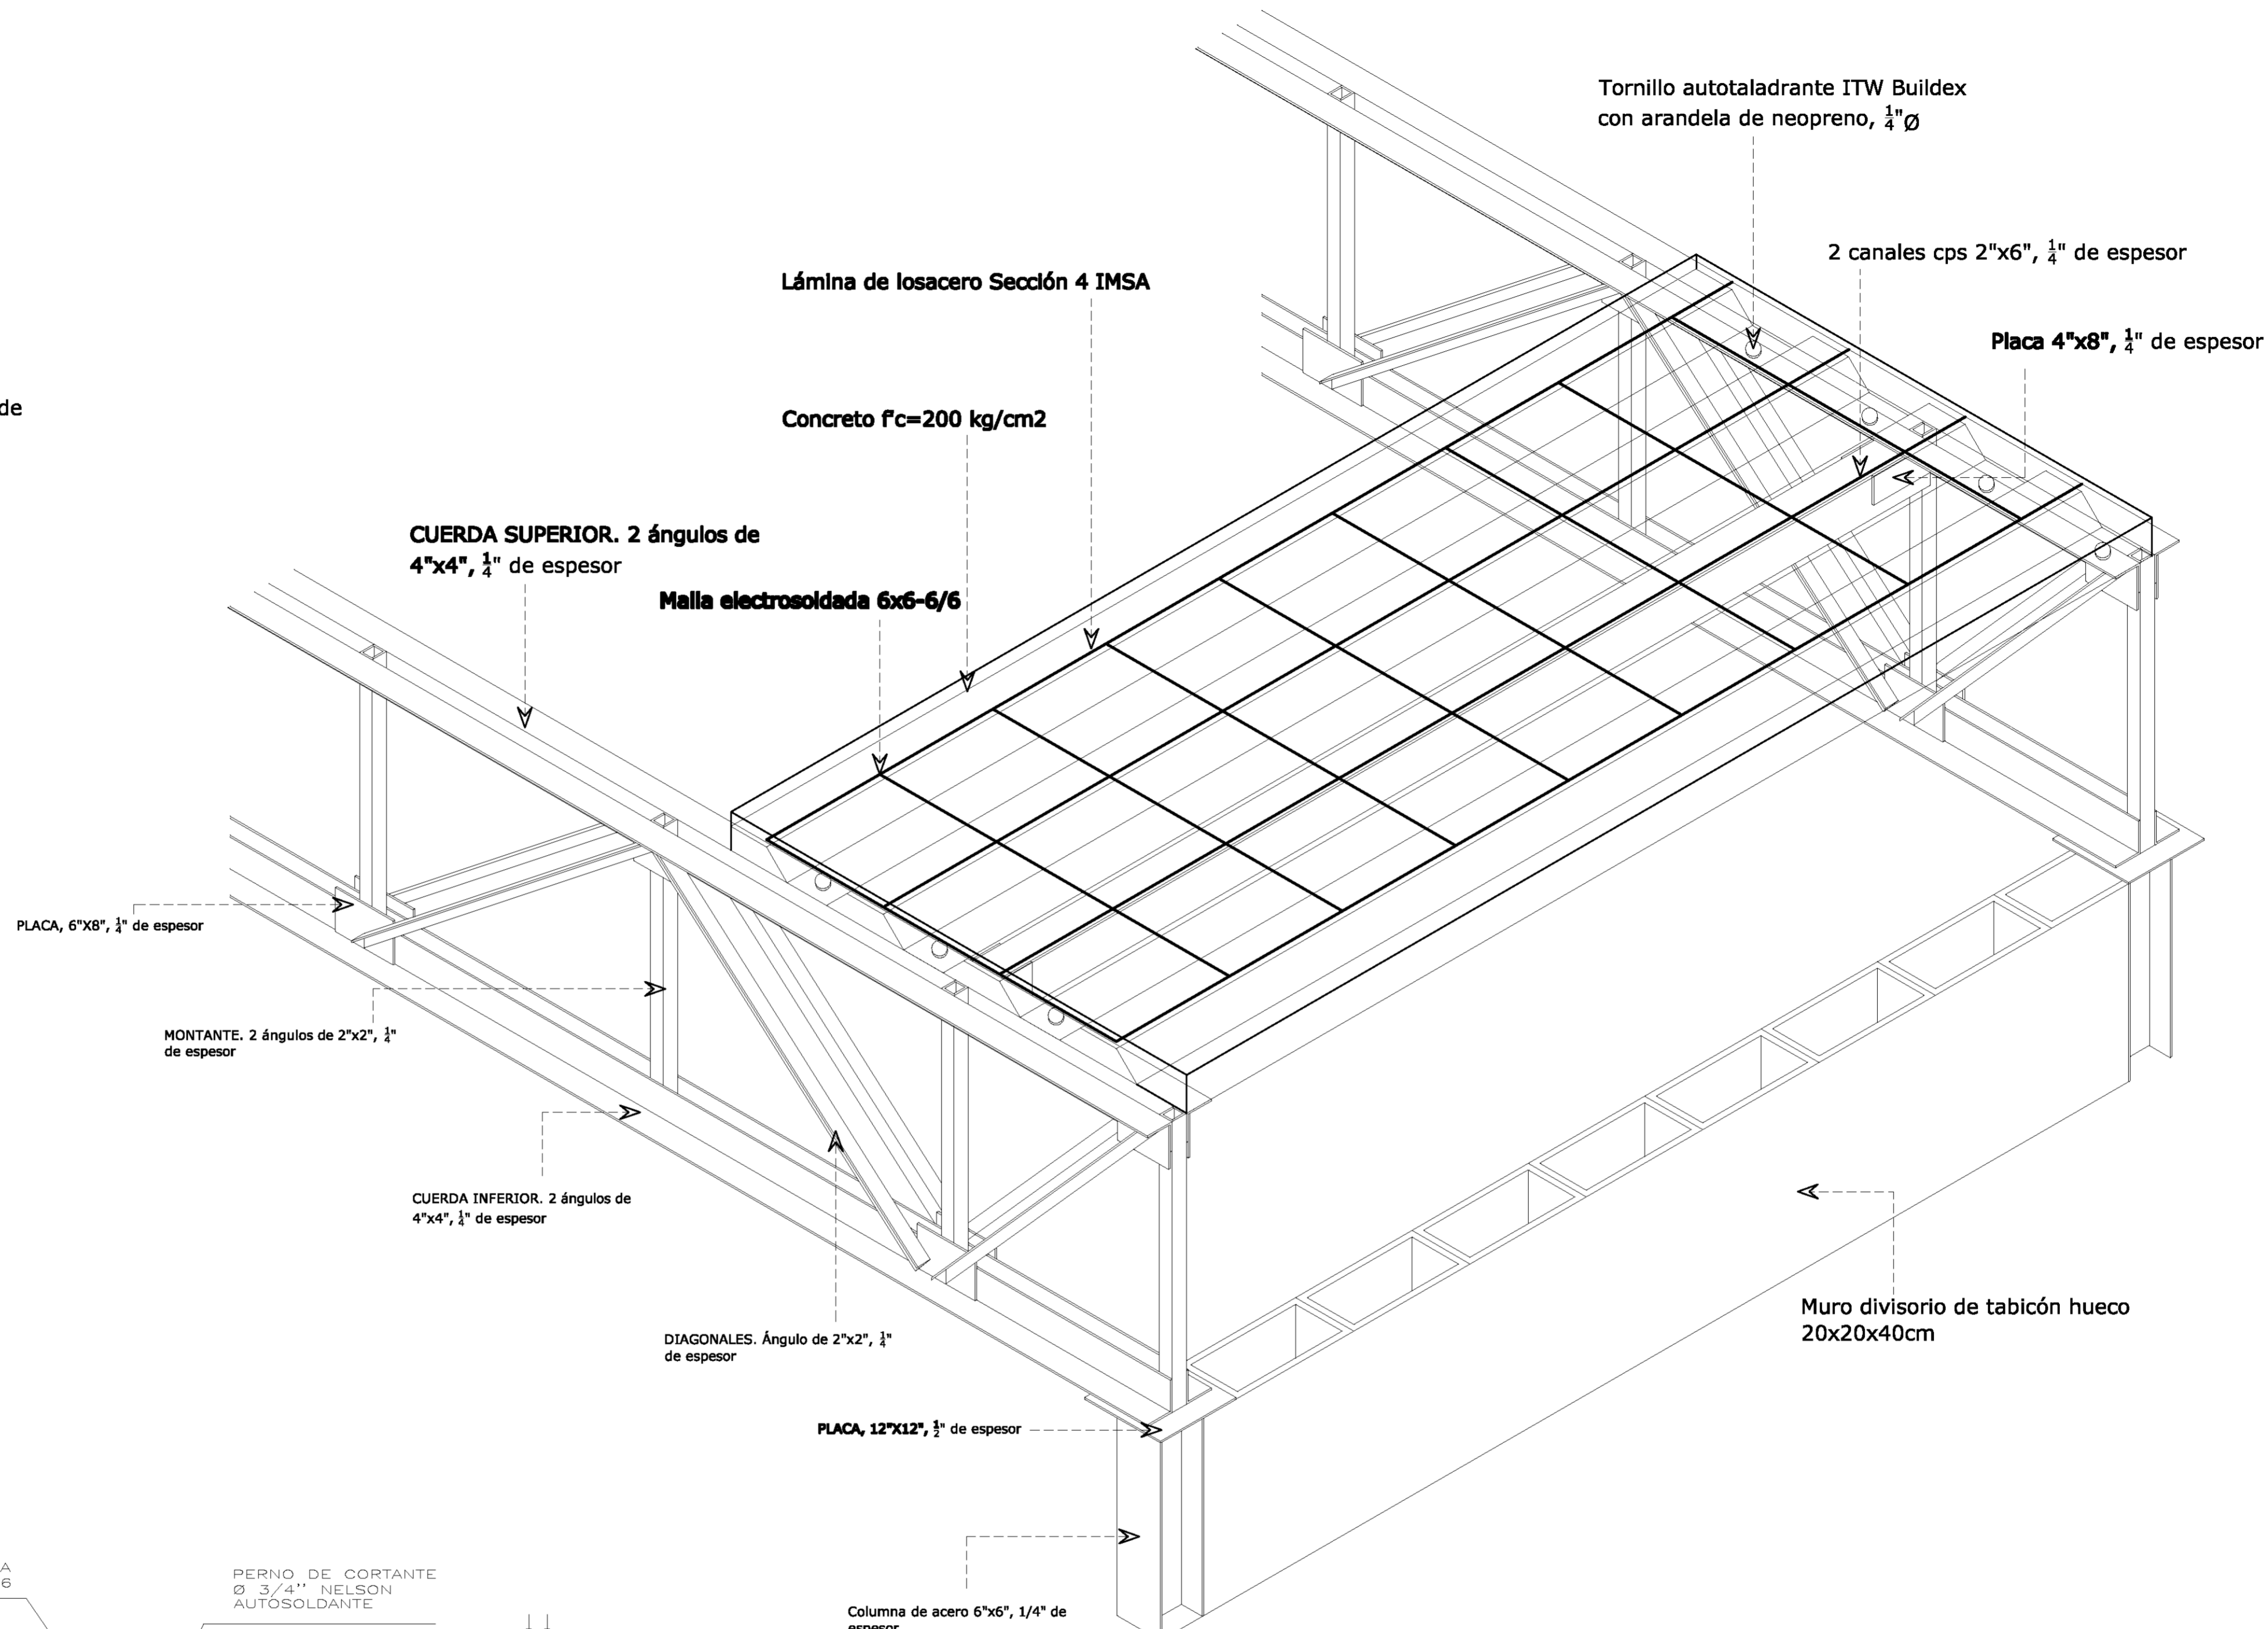 Tornillo autotaladrante ITW Buildex
con arandela de neopreno, 1/4"Ø
2 canales cps 2"x6", 1/4" de espesor
Lámina de losacero Sección 4 IMSA
Placa 4"x8", 1/4" de espesor
de
Concreto f'c=200 kg/cm2
CUERDA SUPERIOR. 2 ángulos de
4"x4", 1/4" de espesor
Malla electrosoldada 6x6-6/6
PLACA, 6"X8", 1/4" de espesor
MONTANTE. 2 ángulos de 2"x2", 1/4"
de espesor
CUERDA INFERIOR. 2 ángulos de
4"x4", 1/4" de espesor
Muro divisorio de tabicón hueco
20x20x40cm
DIAGONALES. Ángulo de 2"x2", 1/4"
de espesor
PLACA, 12"X12", 1/2" de espesor
A
6
PERNO DE CORTANTE
Ø 3/4'' NELSON
AUTOSOLDANTE
Columna de acero 6"x6", 1/4" de
espesor